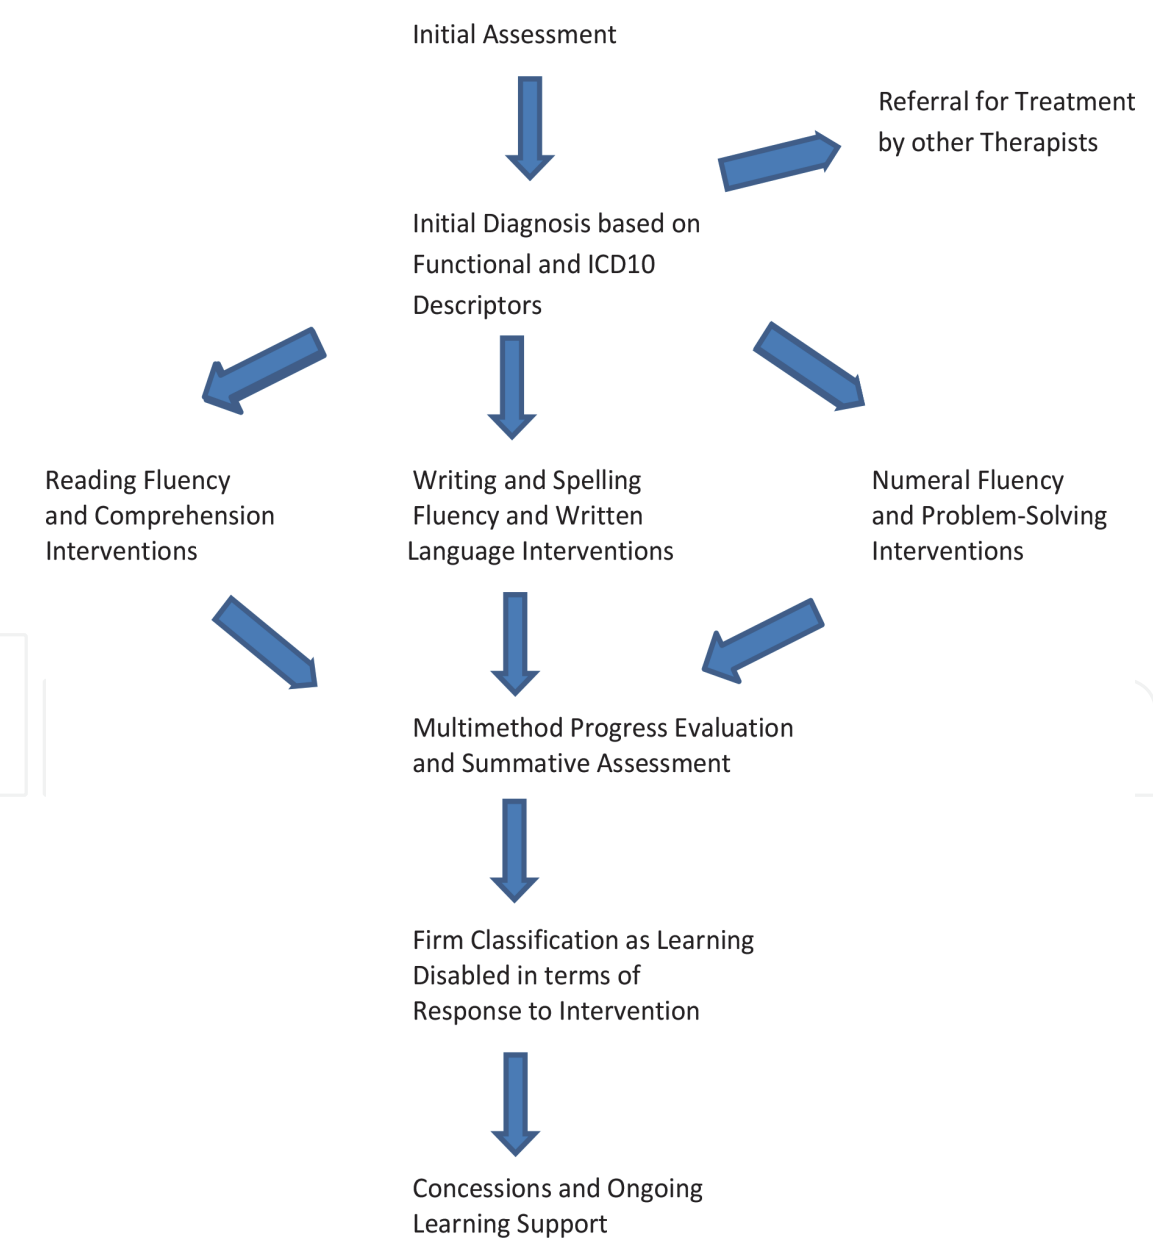 Initial Assessment
Referral for Treatment
by other Therapists
Initial Diagnosis based on
Functional and ICD10
Descriptors
Reading Fluency
and Comprehension
Interventions
Writing and Spelling
Fluency and Written
Language Interventions
Numeral Fluency
and Problem-Solving
Interventions
Multimethod Progress Evaluation
and Summative Assessment
Firm Classification as Learning
Disabled in terms of
Response to Intervention
Concessions and Ongoing
Learning Support